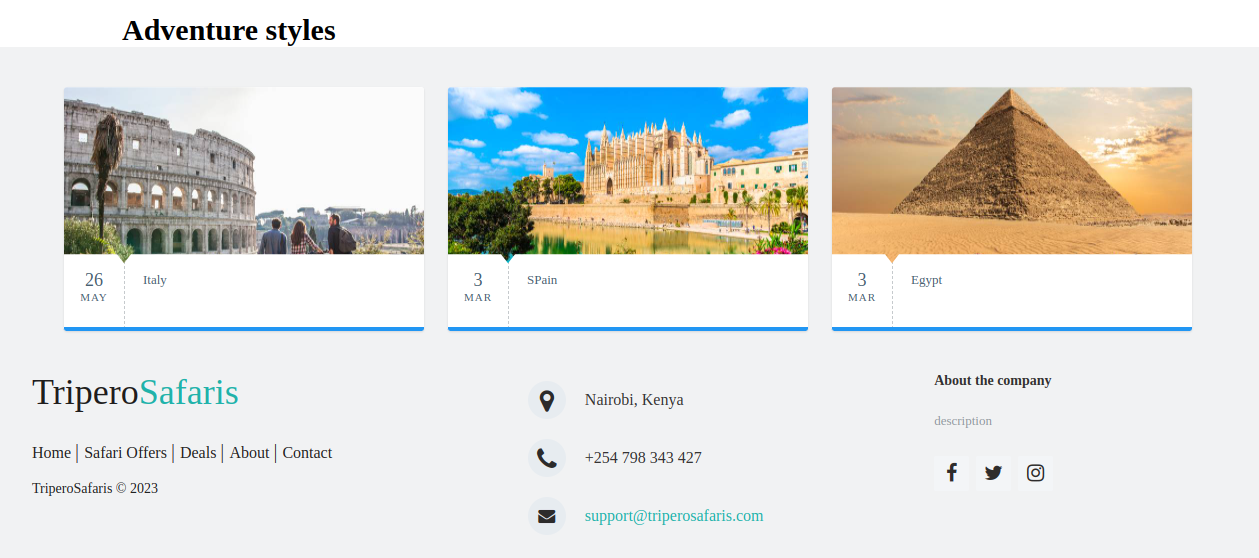 Adventure styles
26
MAY
Italy
3
MAR
SPain
3
MAR
Egypt
TriperoSafaris
Home | Safari Offers | Deals | About | Contact
TriperoSafaris © 2023
Nairobi, Kenya
+254 798 343 427
support@triperosafaris.com
About the company
description